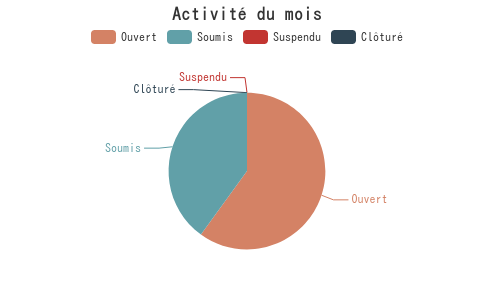 Activité du mois
Ouvert Soumis Suspendu Clôturé
Suspendu
Clôturé
Soumis
Ouvert